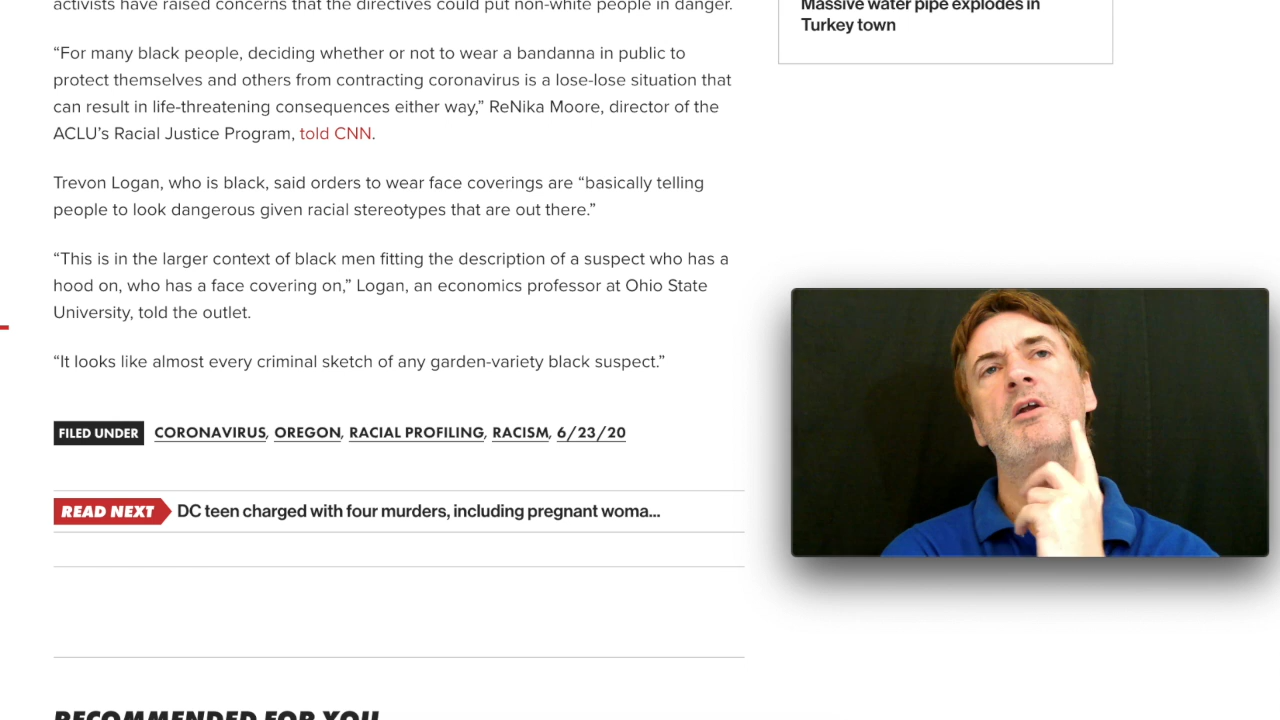 activists have raised concerns that the directives could put non-white people in danger.
“For many black people, deciding whether or not to wear a bandanna in public to
protect themselves and others from contracting coronavirus is a lose-lose situation that
can result in life-threatening consequences either way,” ReNika Moore, director of the
ACLU’s Racial Justice Program, told CNN.
Trevon Logan, who is black, said orders to wear face coverings are “basically telling
people to look dangerous given racial stereotypes that are out there.”
“This is in the larger context of black men fitting the description of a suspect who has a
hood on, who has a face covering on,” Logan, an economics professor at Ohio State
University, told the outlet.
“It looks like almost every criminal sketch of any garden-variety black suspect.”
FILED UNDER CORONAVIRUS, OREGON, RACIAL PROFILING, RACISM, 6/23/20
READ NEXT DC teen charged with four murders, including pregnant woma...
RECOMMENDED FOR YOU
Massive water pipe explodes in
Turkey town